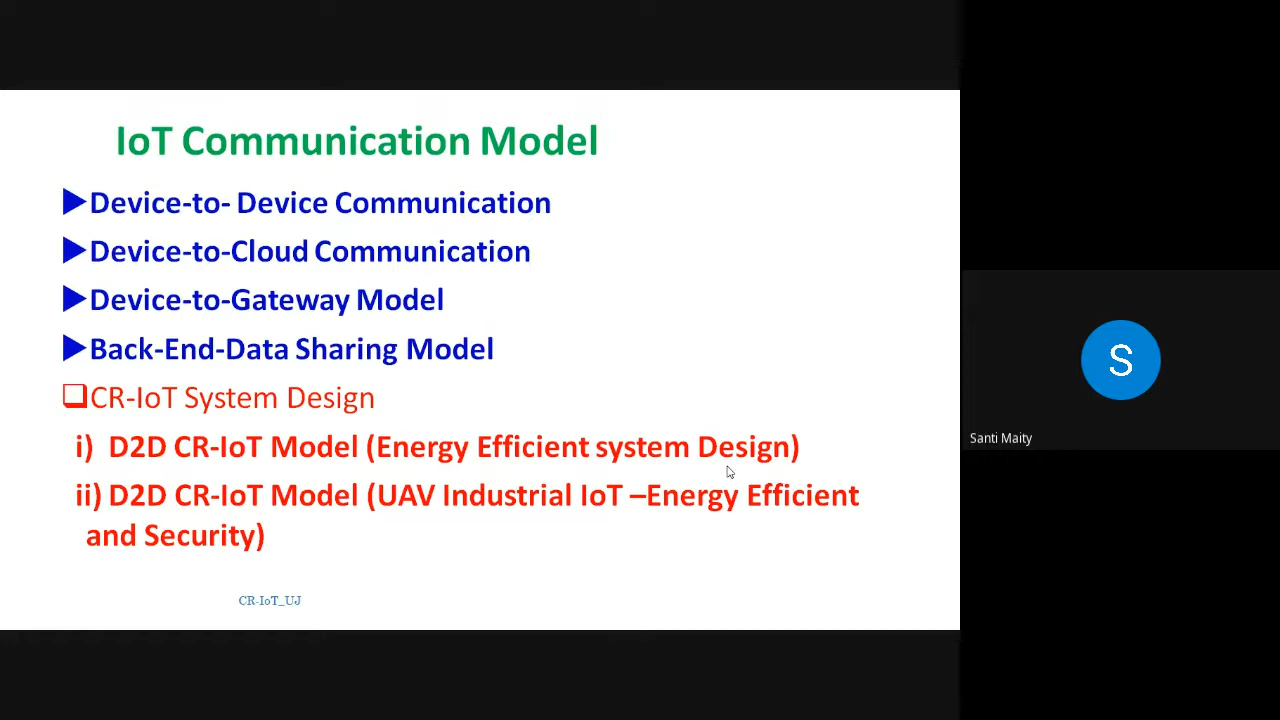 IoT Communication Model
Device-to- Device Communication
Device-to-Cloud Communication
Device-to-Gateway Model
Back-End-Data Sharing Model
CR-IoT System Design
i) D2D CR-IoT Model (Energy Efficient system Design)
ii) D2D CR-IoT Model (UAV Industrial IoT –Energy Efficient
and Security)
CR-IoT_UJ
S
Santi Maity